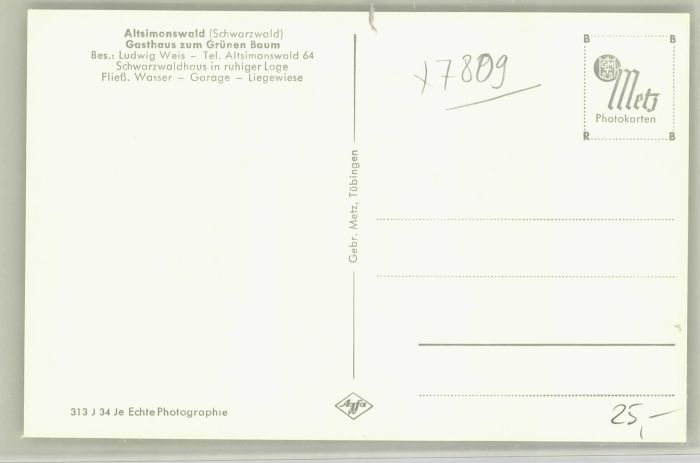 Altsimonswald (Schwarzwald)
Gasthaus zum Grünen Baum
Bes.: Ludwig Weis – Tel. Altsimonswald 64
Schwarzwaldhaus in ruhiger Lage
Fließ. Wasser – Garage – Liegewiese
x7809
B B
GMT
Metz
Photokarten
R B
Gebr. Metz, Tübingen
313 J 34 Je Echte Photographie
Agfa
25,—